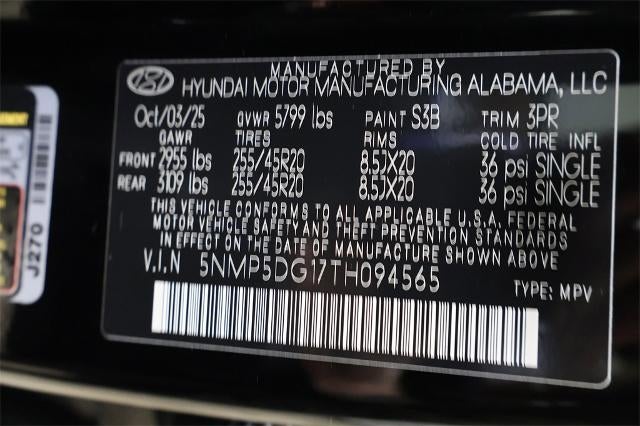 MANUFACTURED BY
HYUNDAI MOTOR MANUFACTURING ALABAMA, LLC
Oct/03/25 GVWR 5799 lbs PAINT S3B TRIM 3PR
GAWR TIRES RIMS COLD TIRE INFL
FRONT 2955 lbs 255/45R20 8.5JX20 36 psi SINGLE
REAR 3109 lbs 255/45R20 8.5JX20 36 psi SINGLE
THIS VEHICLE CONFORMS TO ALL APPLICABLE U.S.A. FEDERAL
MOTOR VEHICLE SAFETY AND THEFT PREVENTION STANDARDS
IN EFFECT ON THE DATE OF MANUFACTURE SHOWN ABOVE
V.I.N 5NMP5DG17TH094565
TYPE: MPV
J270